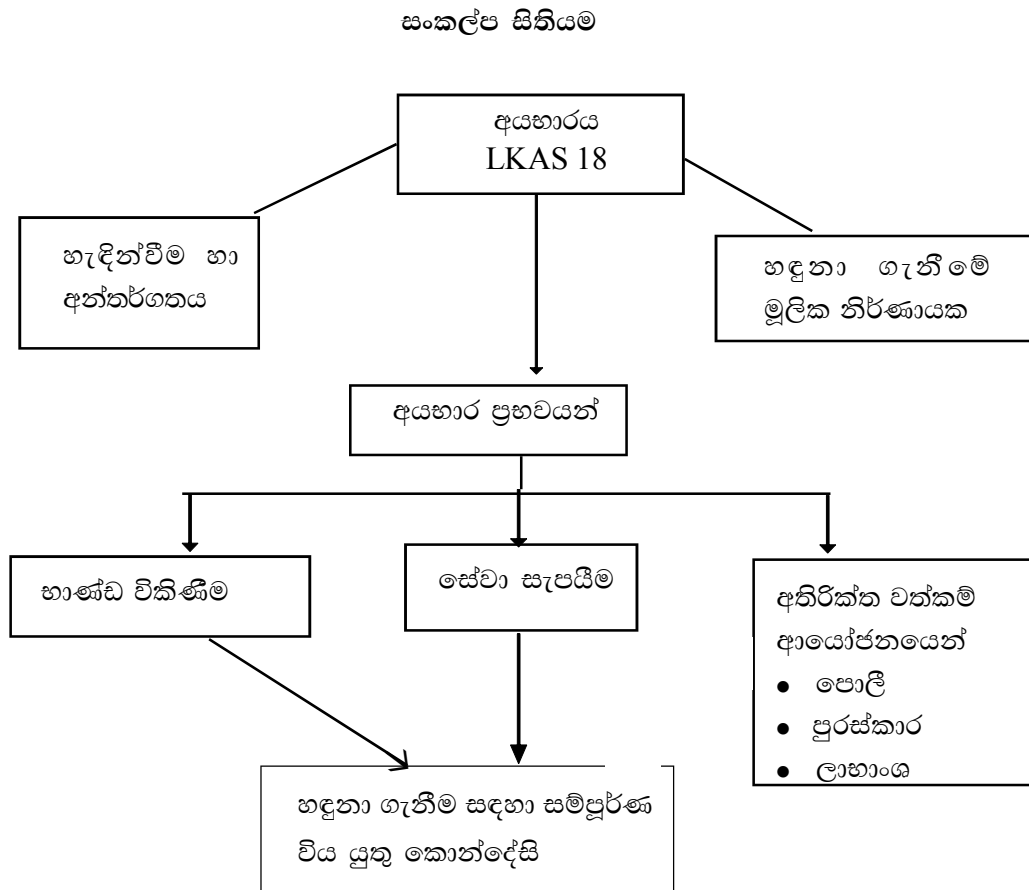 සංකල්ප සිතියම
අයභාරය
LKAS 18
හැඳින්වීම හා
අන්තර්ගතය
හඳුනා ගැනීමේ
මූලික නිර්ණායක
අයභාර ප්‍රභවයන්
භාණ්ඩ විකිණීම
සේවා සැපයීම
අතිරික්ත වත්කම්
ආයෝජනයෙන්
● පොලී
● පුරස්කාර
● ලාභාංශ
හඳුනා ගැනීම සඳහා සම්පූර්ණ
විය යුතු කොන්දේසි